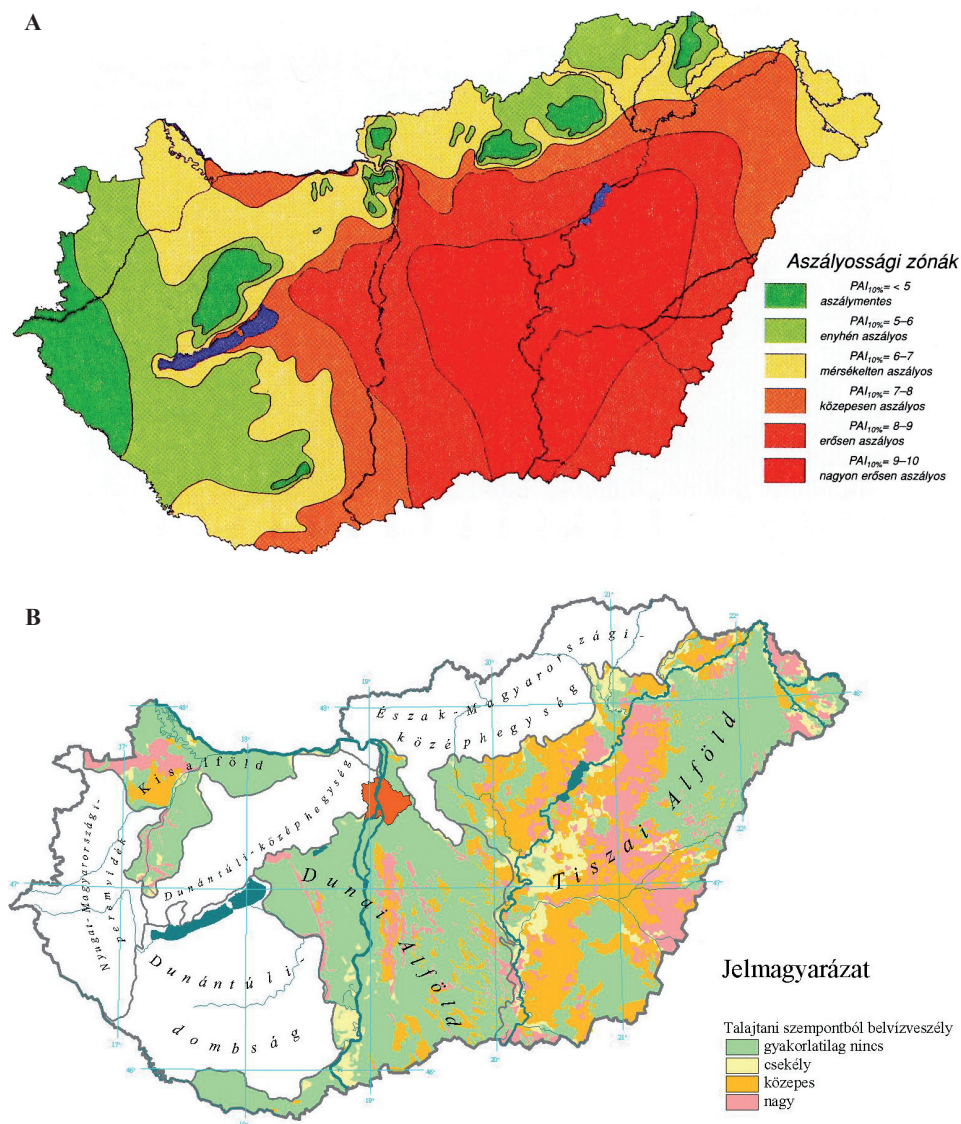 A
Aszályossági zónák
PAI10%= < 5
aszálymentes
PAI10%= 5–6
enyhén aszályos
PAI10%= 6–7
mérsékelten aszályos
PAI10%= 7–8
közepesen aszályos
PAI10%= 8–9
erősen aszályos
PAI10%= 9–10
nagyon erősen aszályos
B
Észak-Magyarországi-
középhegység
Kisalföld
Nyugat-Magyarországi-
peremvidék
Dunántúli-középhegység
Dunántúli-
dombság
Dunai Alföld
Tiszai Alföld
Jelmagyarázat
Talajtani szempontból belvízveszély
gyakorlatilag nincs
csekély
közepes
nagy